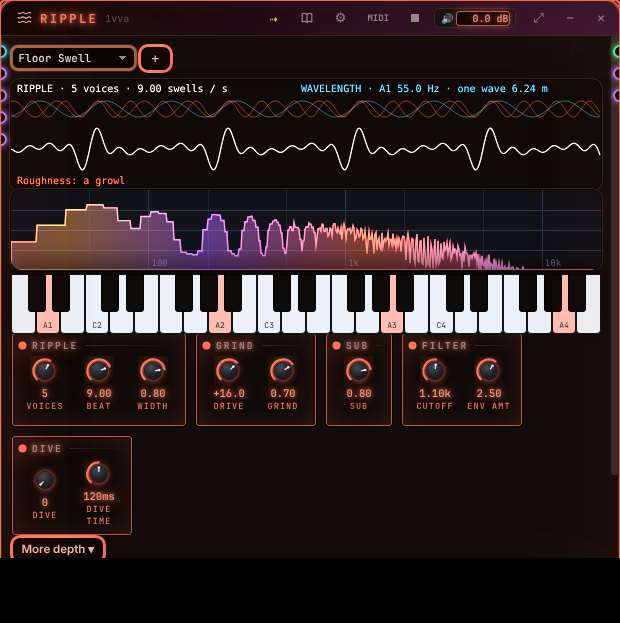 RIPPLE 1vva MIDI 0.0 dB
Floor Swell +
RIPPLE · 5 voices · 9.00 swells / s WAVELENGTH · A1 55.0 Hz · one wave 6.24 m
Roughness: a growl
100 1k 10k
A1 C2 A2 C3 A3 C4 A4
RIPPLE GRIND SUB FILTER
5 9.00 0.80 +16.0 0.70 0.80 1.10k 2.50
VOICES BEAT WIDTH DRIVE GRIND SUB CUTOFF ENV AMT
DIVE
0 120ms
DIVE DIVE TIME
More depth ▾